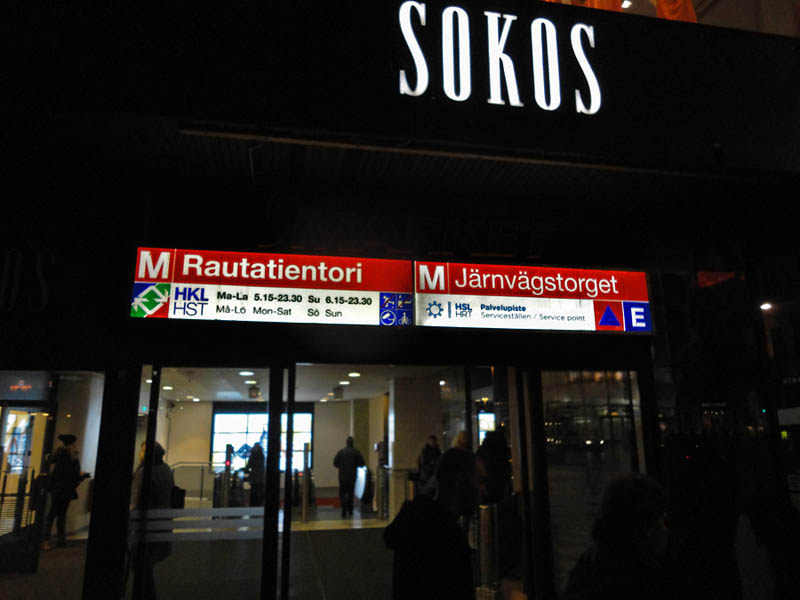 SOKOS
M Rautatientori
HKL Ma-La 5.15-23.30 Su 6.15-23.30
HST Må-Lö Mon-Sat Sö Sun
M Järnvägstorget
HSL Palvelupiste
HRT Serviceställen / Service point
E